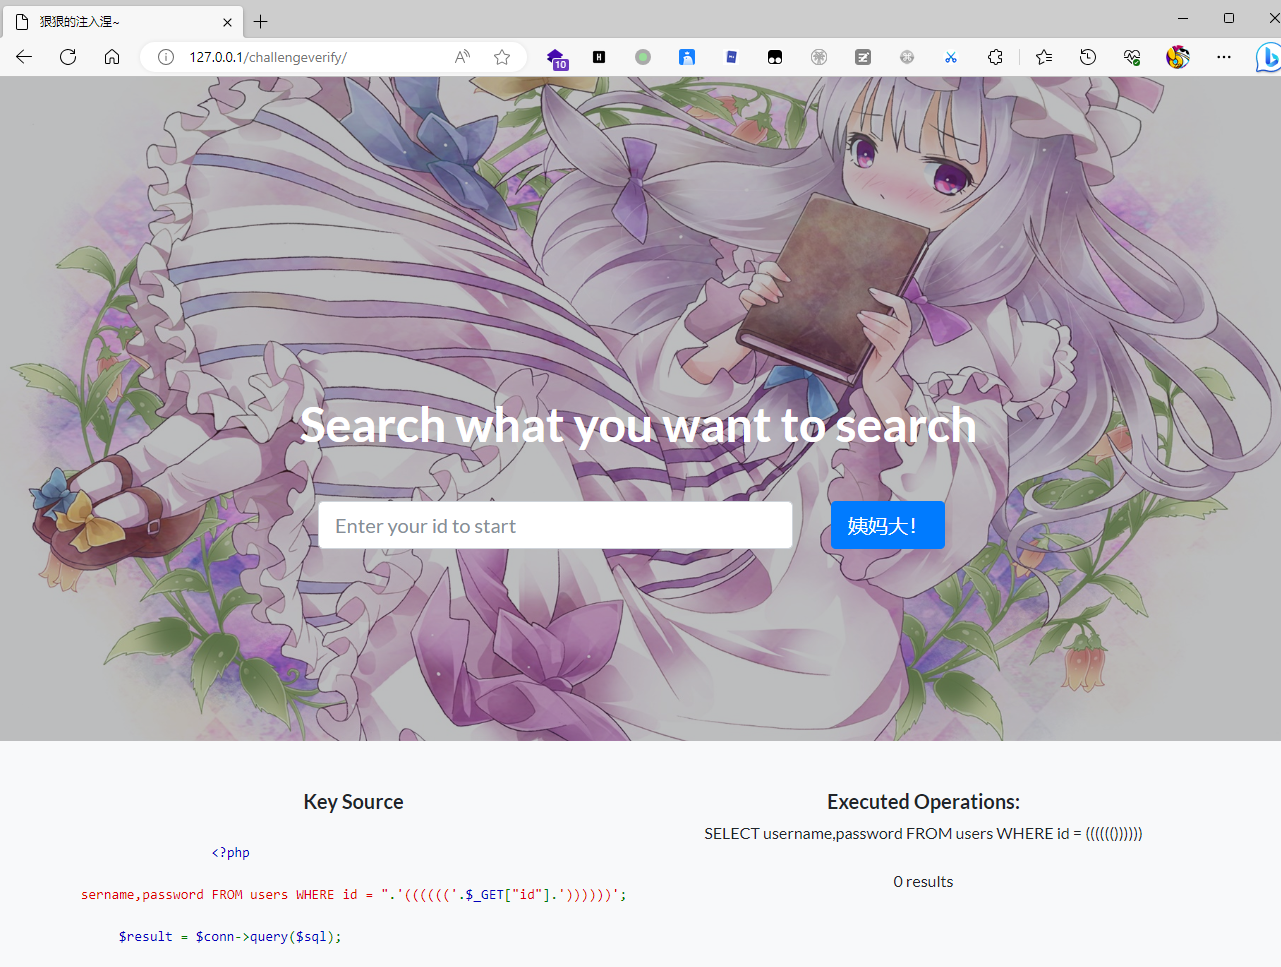 狠狠的注入涅~
127.0.0.1/challengeverify/
10
Search what you want to search
Enter your id to start
姨妈大！
Key Source
<?php
sername,password FROM users WHERE id = ".'(((((('.$_GET["id"].'))))))';
$result = $conn->query($sql);
Executed Operations:
SELECT username,password FROM users WHERE id = (((((())))))
0 results